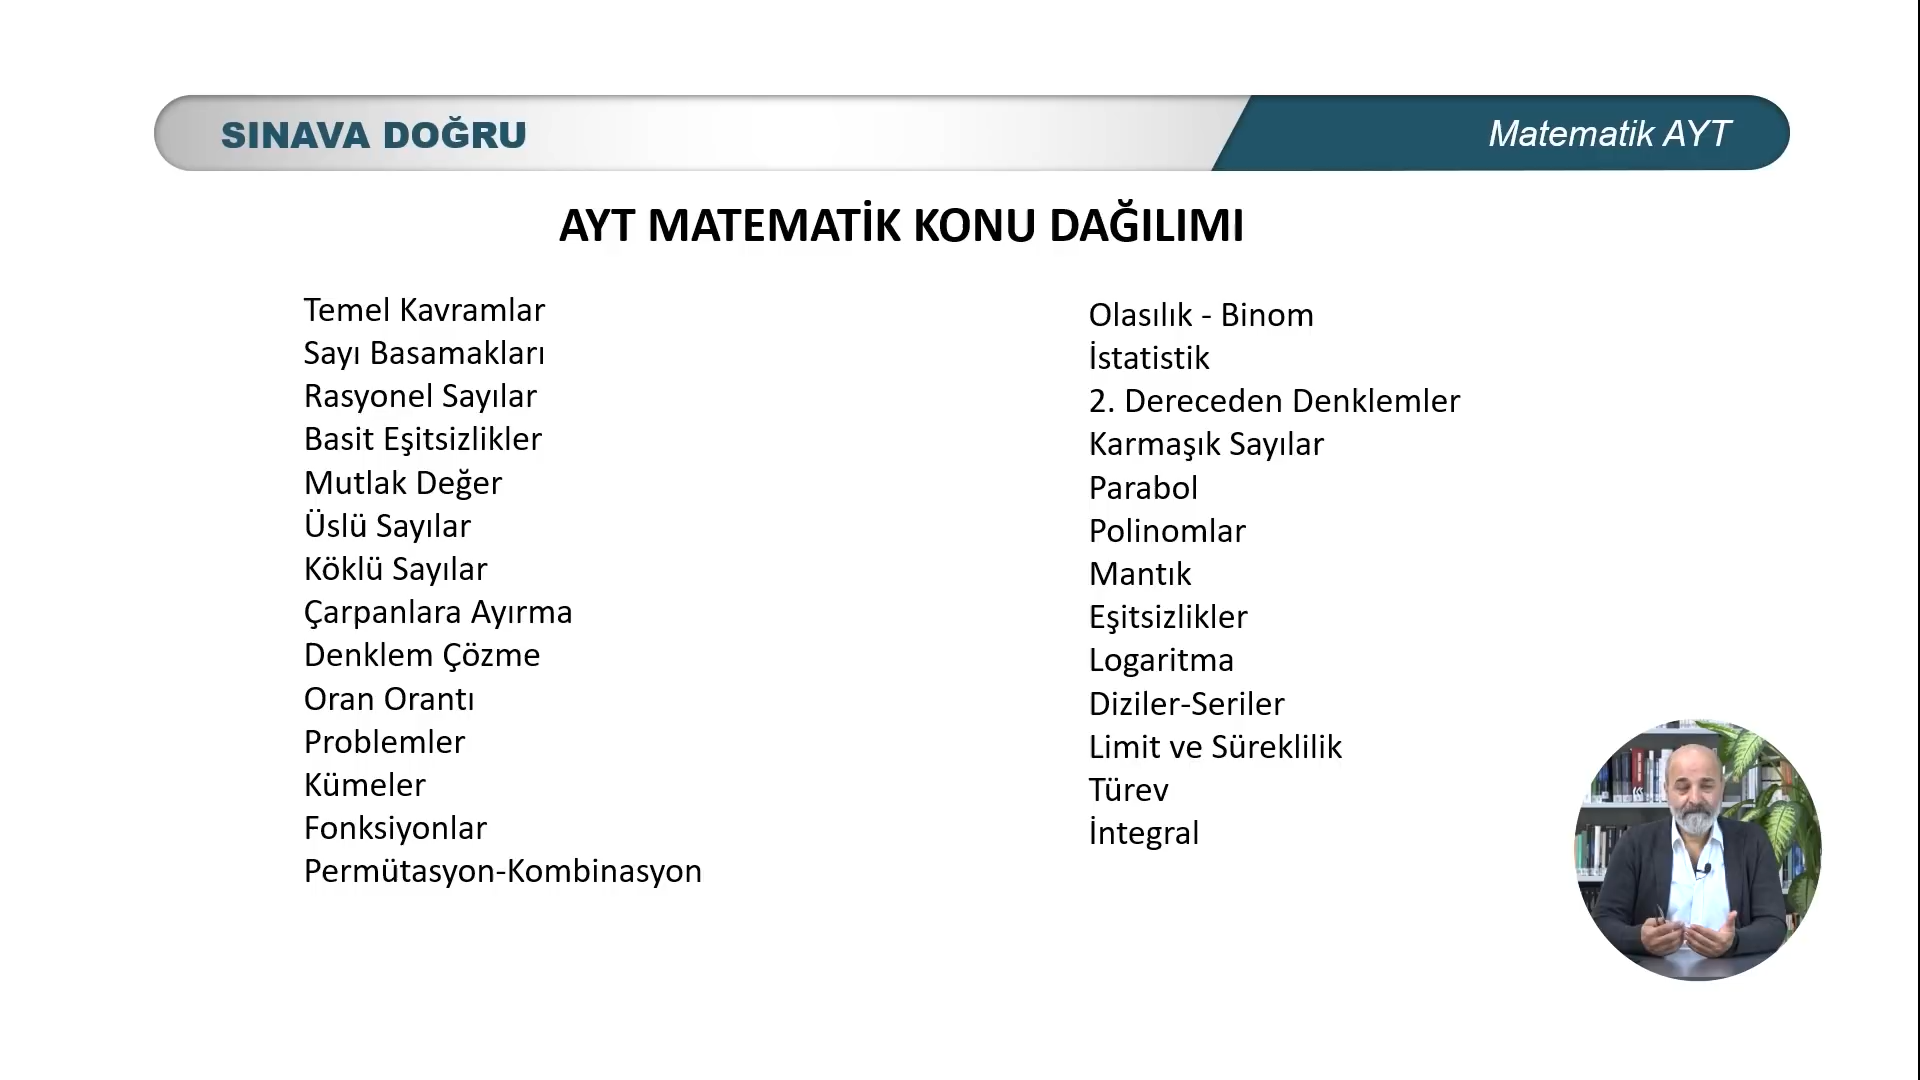 SINAVA DOĞRU
Matematik AYT
AYT MATEMATİK KONU DAĞILIMI
Temel Kavramlar
Sayı Basamakları
Rasyonel Sayılar
Basit Eşitsizlikler
Mutlak Değer
Üslü Sayılar
Köklü Sayılar
Çarpanlara Ayırma
Denklem Çözme
Oran Orantı
Problemler
Kümeler
Fonksiyonlar
Permütasyon-Kombinasyon
Olasılık - Binom
İstatistik
2. Dereceden Denklemler
Karmaşık Sayılar
Parabol
Polinomlar
Mantık
Eşitsizlikler
Logaritma
Diziler-Seriler
Limit ve Süreklilik
Türev
İntegral